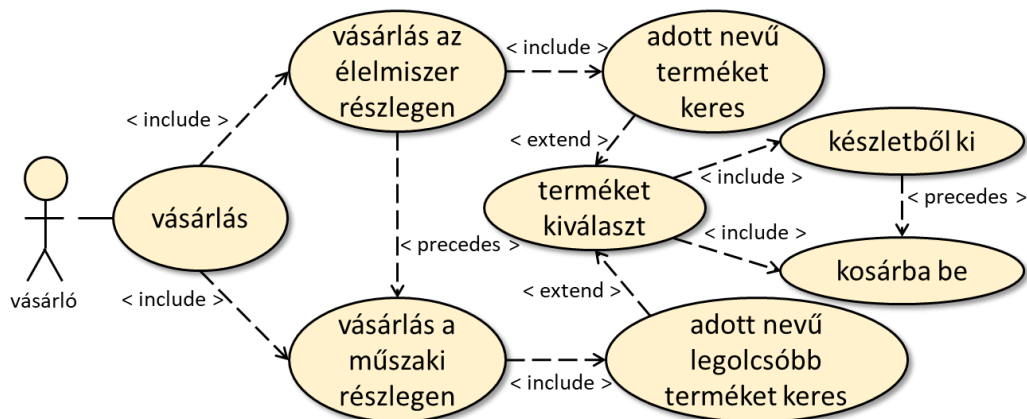 vásárlás az
élelmiszer
részlegen
< include >
adott nevű
terméket
keres
< include >
< extend >
készletből ki
< include >
< precedes >
vásárló
vásárlás
< precedes >
terméket
kiválaszt
< include >
kosárba be
< include >
< extend >
vásárlás a
műszaki
részlegen
< include >
adott nevű
legolcsóbb
terméket keres